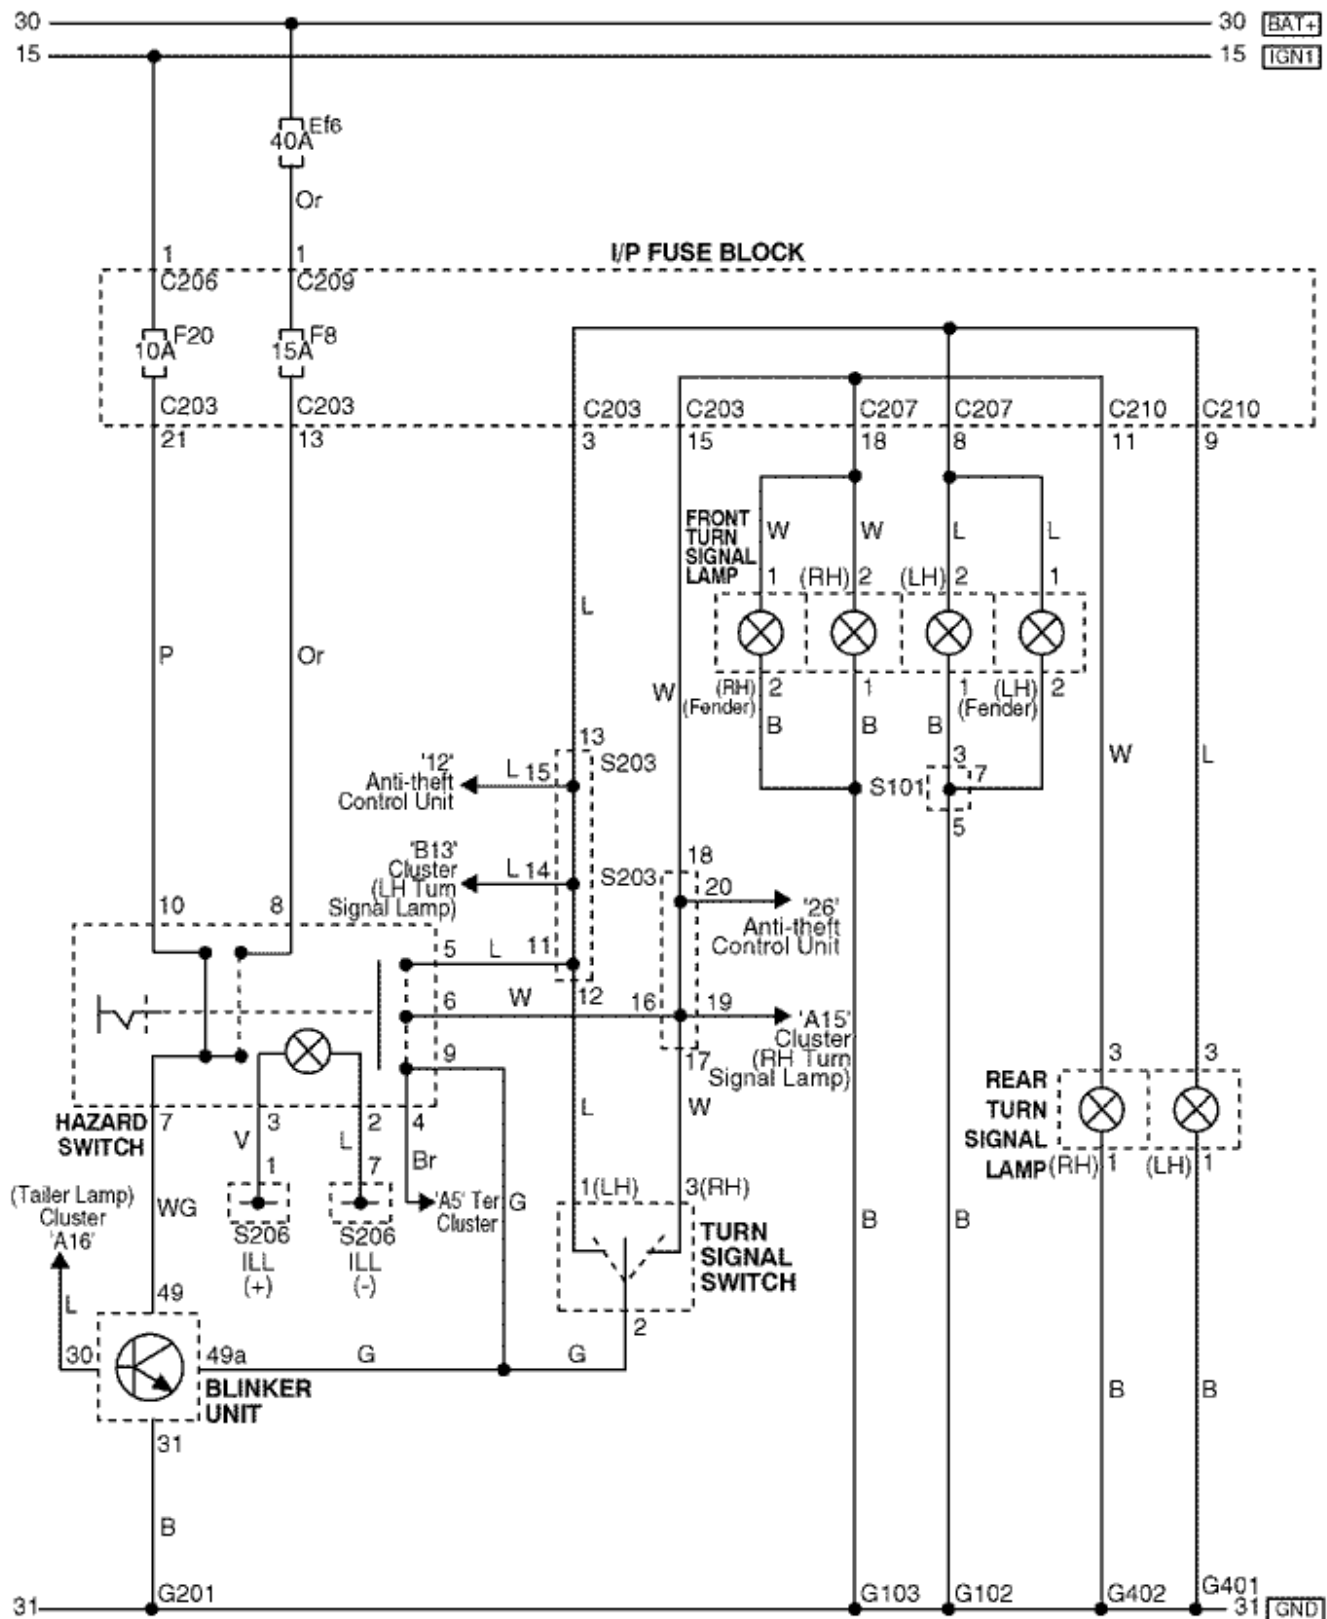 30 30 BAT+
15 15 IGN1
Ef6
40A
Or
1 1
I/P FUSE BLOCK
C206 C209
F20 F8
10A 15A
C203 C203 C203 C203 C207 C207 C210 C210
21 13 3 15 18 8 11 9
FRONT
TURN
SIGNAL
LAMP
W W L L
1 (RH) 2 (LH) 2 1
L
P Or
W
(RH) 2 1 1 (LH) 2
(Fender) (Fender)
B B B
W L
13
S203
'12'
Anti-theft
Control Unit
L 15
3
S101 7
5
'B13'
Cluster
(LH Turn
Signal Lamp)
L 14
S203
18
20
'26'
Anti-theft
Control Unit
10 8
5 L 11
6 W 12 16 19
'A15'
Cluster
(RH Turn
Signal Lamp)
9
17
3 3
REAR
TURN
SIGNAL
LAMP (RH) 1 (LH) 1
HAZARD
SWITCH
7 3 2 4
L W
V L Br
1 7
(Tailer Lamp)
Cluster
'A16'
WG
S206
ILL
(+)
S206
ILL
(-)
'A5' Ter
Cluster
G
1(LH) 3(RH)
TURN
SIGNAL
SWITCH
B B
49
L
2
30 49a G G
BLINKER
UNIT
B B
31
B
31 G201 G103 G102 G402 G401 31 GND